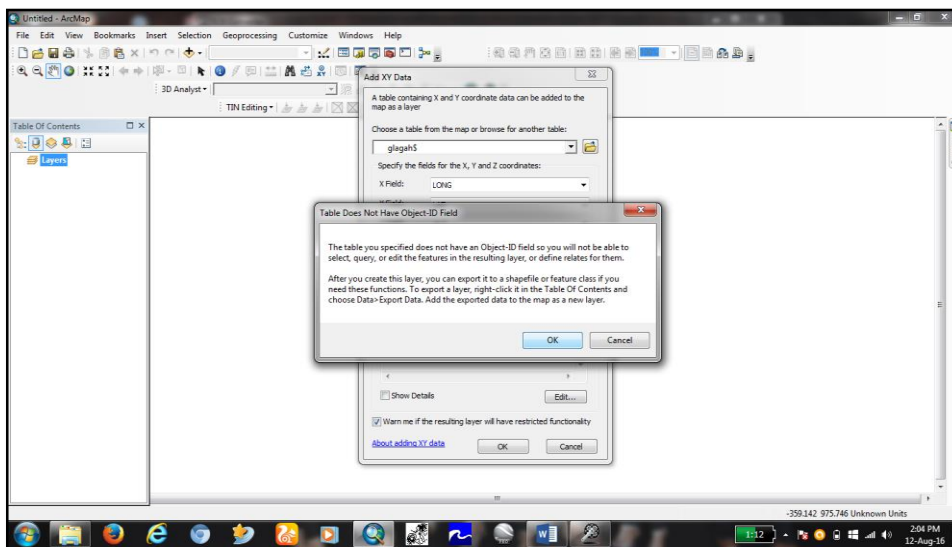 Untitled - ArcMap
File Edit View Bookmarks Insert Selection Geoprocessing Customize Windows Help
3D Analyst
TIN Editing
Table Of Contents
Layers
Add XY Data
A table containing X and Y coordinate data can be added to the
map as a layer
Choose a table from the map or browse for another table:
glagah$
Specify the fields for the X, Y and Z coordinates:
X Field: LONG
Table Does Not Have Object-ID Field
The table you specified does not have an Object-ID field so you will not be able to
select, query, or edit the features in the resulting layer, or define relates for them.
After you create this layer, you can export it to a shapefile or feature class if you
need these functions. To export a layer, right-click it in the Table Of Contents and
choose Data>Export Data. Add the exported data to the map as a new layer.
OK Cancel
Show Details Edit...
Warn me if the resulting layer will have restricted functionality
About adding XY data OK Cancel
-359.142 975.746 Unknown Units
1:12
2:04 PM
12-Aug-16